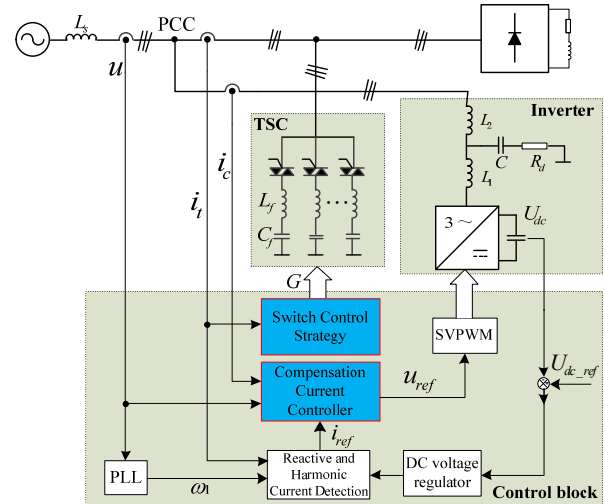 L_s
PCC
u
TSC
Inverter
L_2
C
R_d
L_1
i_c
i_t
L_f
C_f
3 ~
U_dc
G
Switch Control
Strategy
SVPWM
Compensation
Current
Controller
u_ref
U_dc_ref
i_ref
PLL
ω_1
Reactive and
Harmonic
Current Detection
DC voltage
regulator
Control block